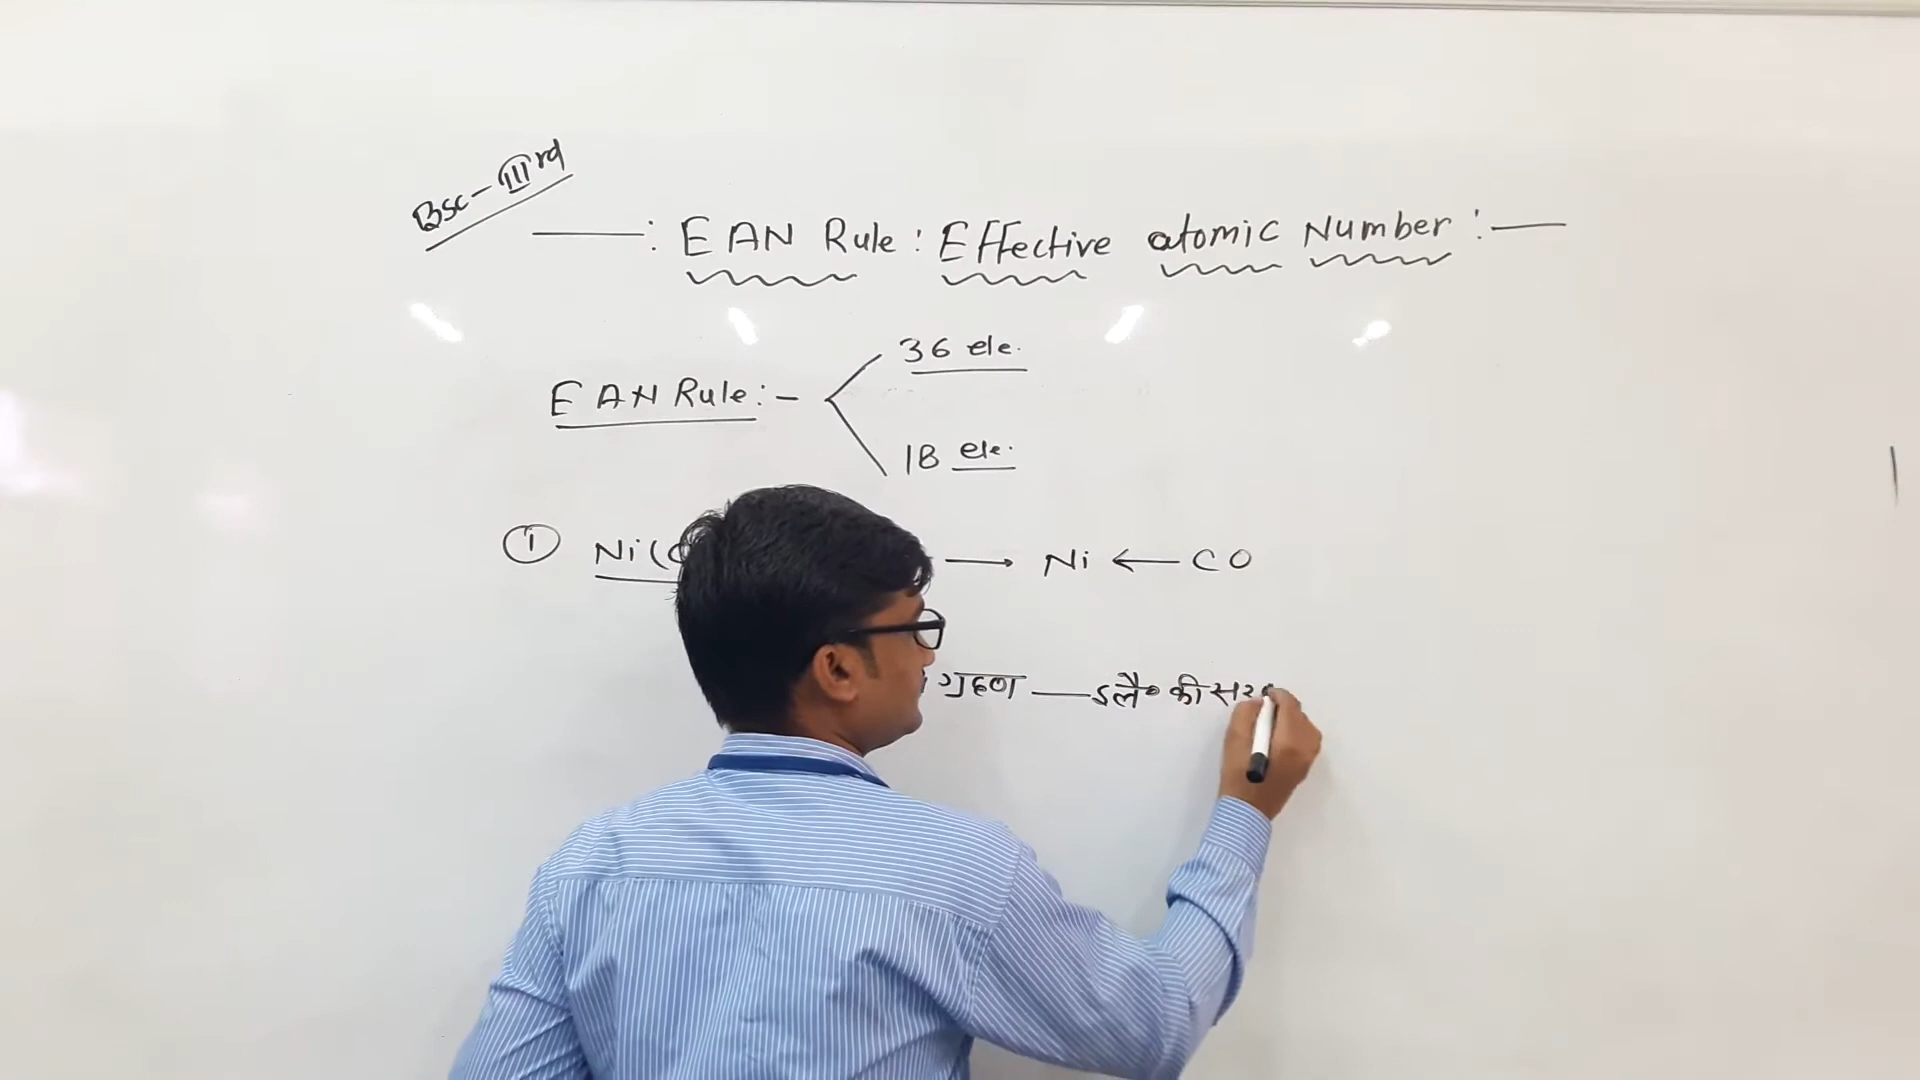 Bsc-IIIrd
: EAN Rule : Effective atomic Number :
EAN Rule :-
36 ele.
18 ele.
① Ni(C → Ni ← CO
ग्रहण — इलै० की